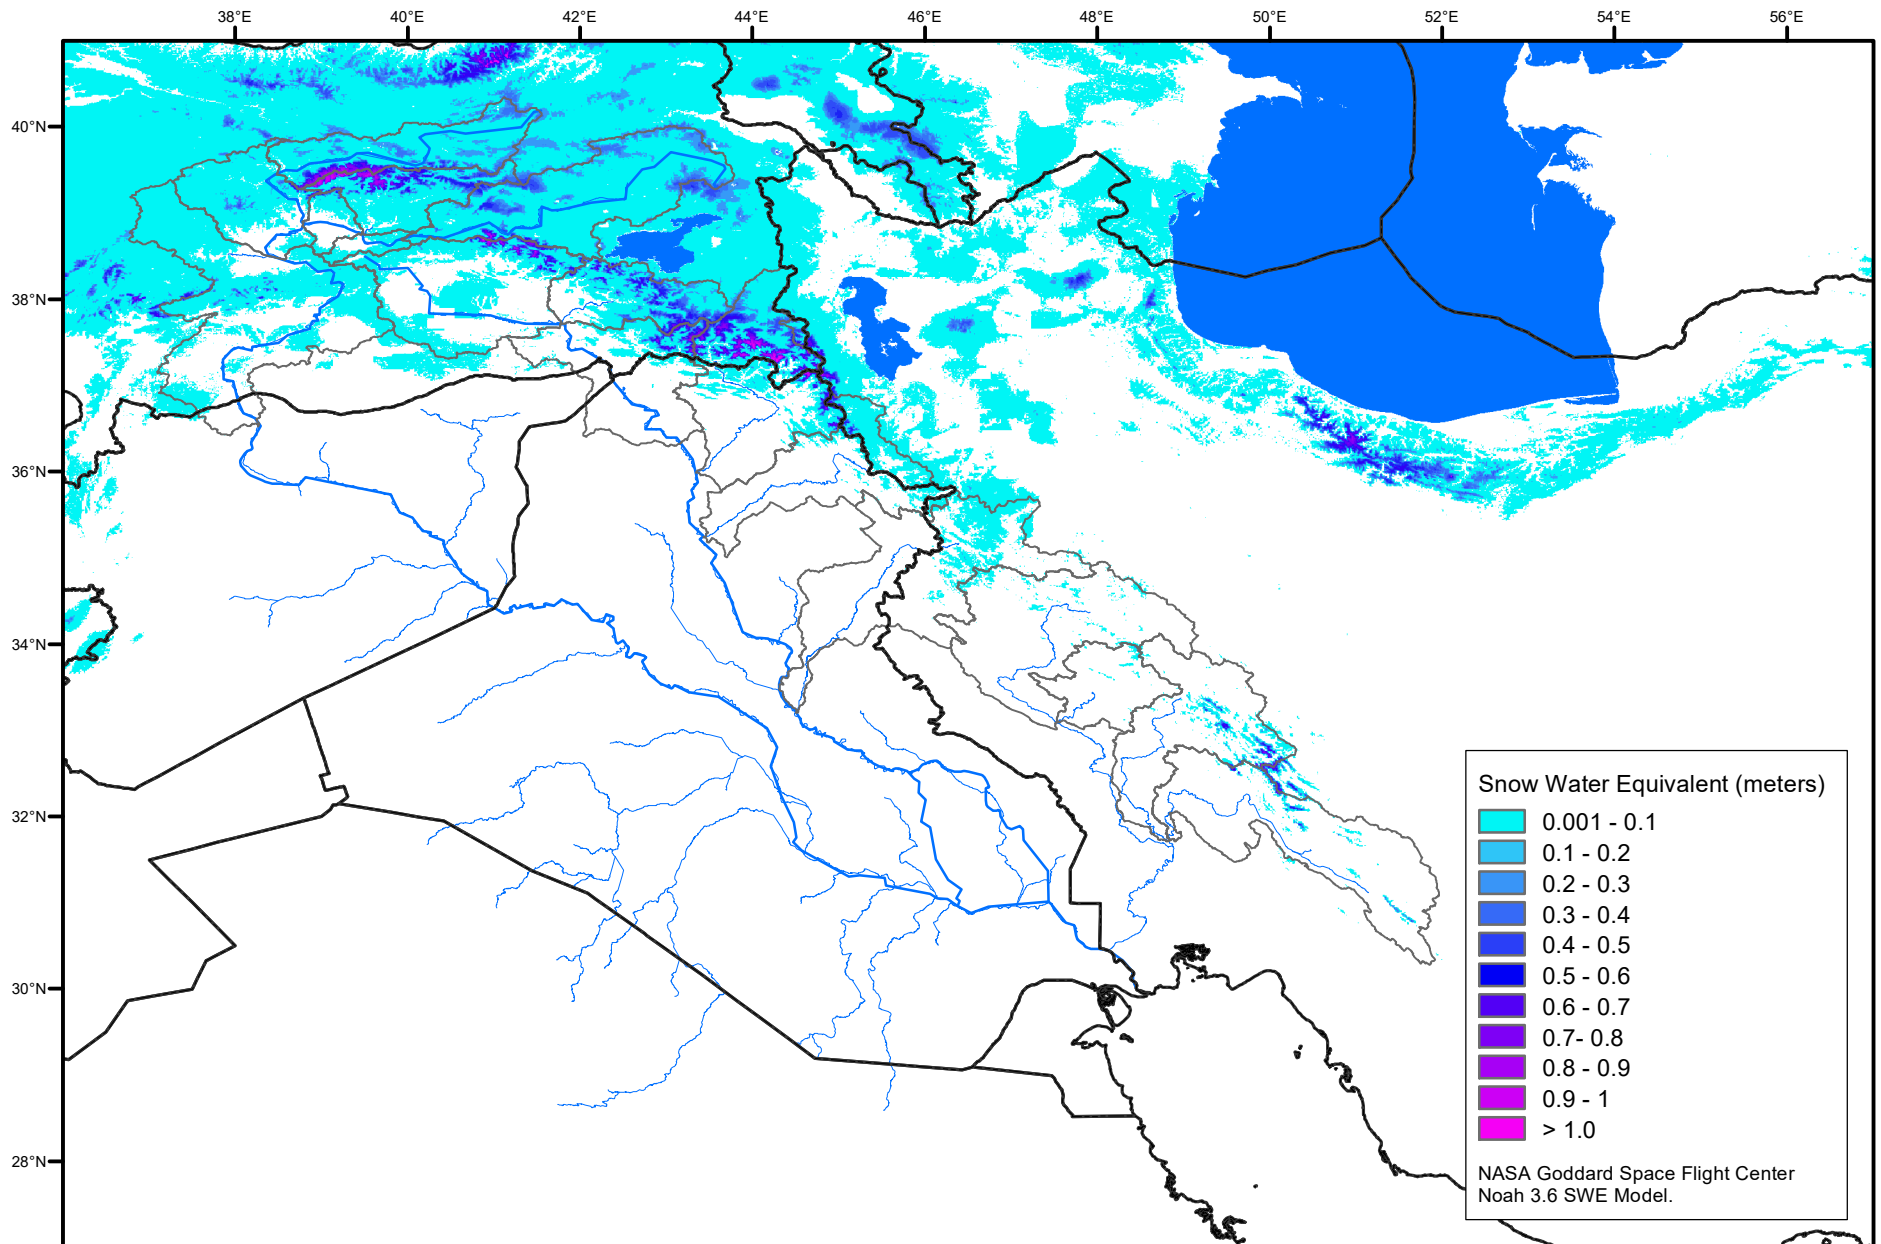 38°E 40°E 42°E 44°E 46°E 48°E 50°E 52°E 54°E 56°E
40°N
38°N
36°N
34°N
32°N
30°N
28°N
Snow Water Equivalent (meters)
0.001 - 0.1
0.1 - 0.2
0.2 - 0.3
0.3 - 0.4
0.4 - 0.5
0.5 - 0.6
0.6 - 0.7
0.7- 0.8
0.8 - 0.9
0.9 - 1
> 1.0
NASA Goddard Space Flight Center
Noah 3.6 SWE Model.